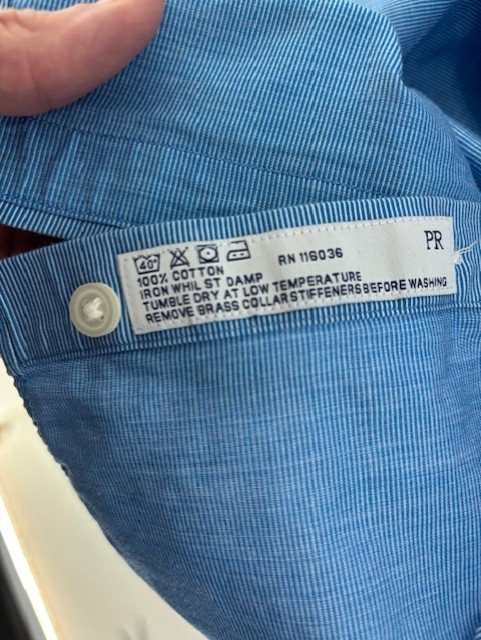 40° RN 116036 PR
100% COTTON
IRON WHILST DAMP
TUMBLE DRY AT LOW TEMPERATURE
REMOVE BRASS COLLAR STIFFENERS BEFORE WASHING